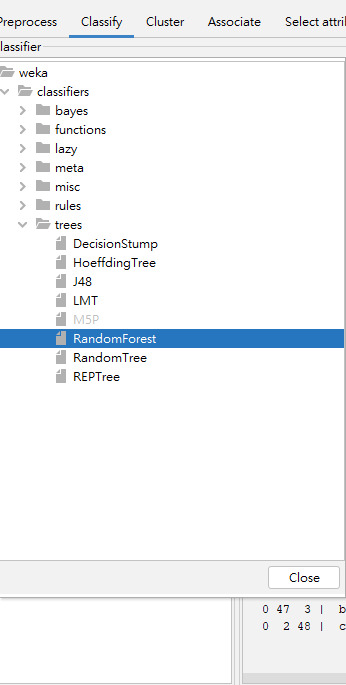 Preprocess Classify Cluster Associate Select attri
lassifier
weka
classifiers
bayes
functions
lazy
meta
misc
rules
trees
DecisionStump
HoeffdingTree
J48
LMT
M5P
RandomForest
RandomTree
REPTree
Close
0 47 3 | b
0 2 48 | c